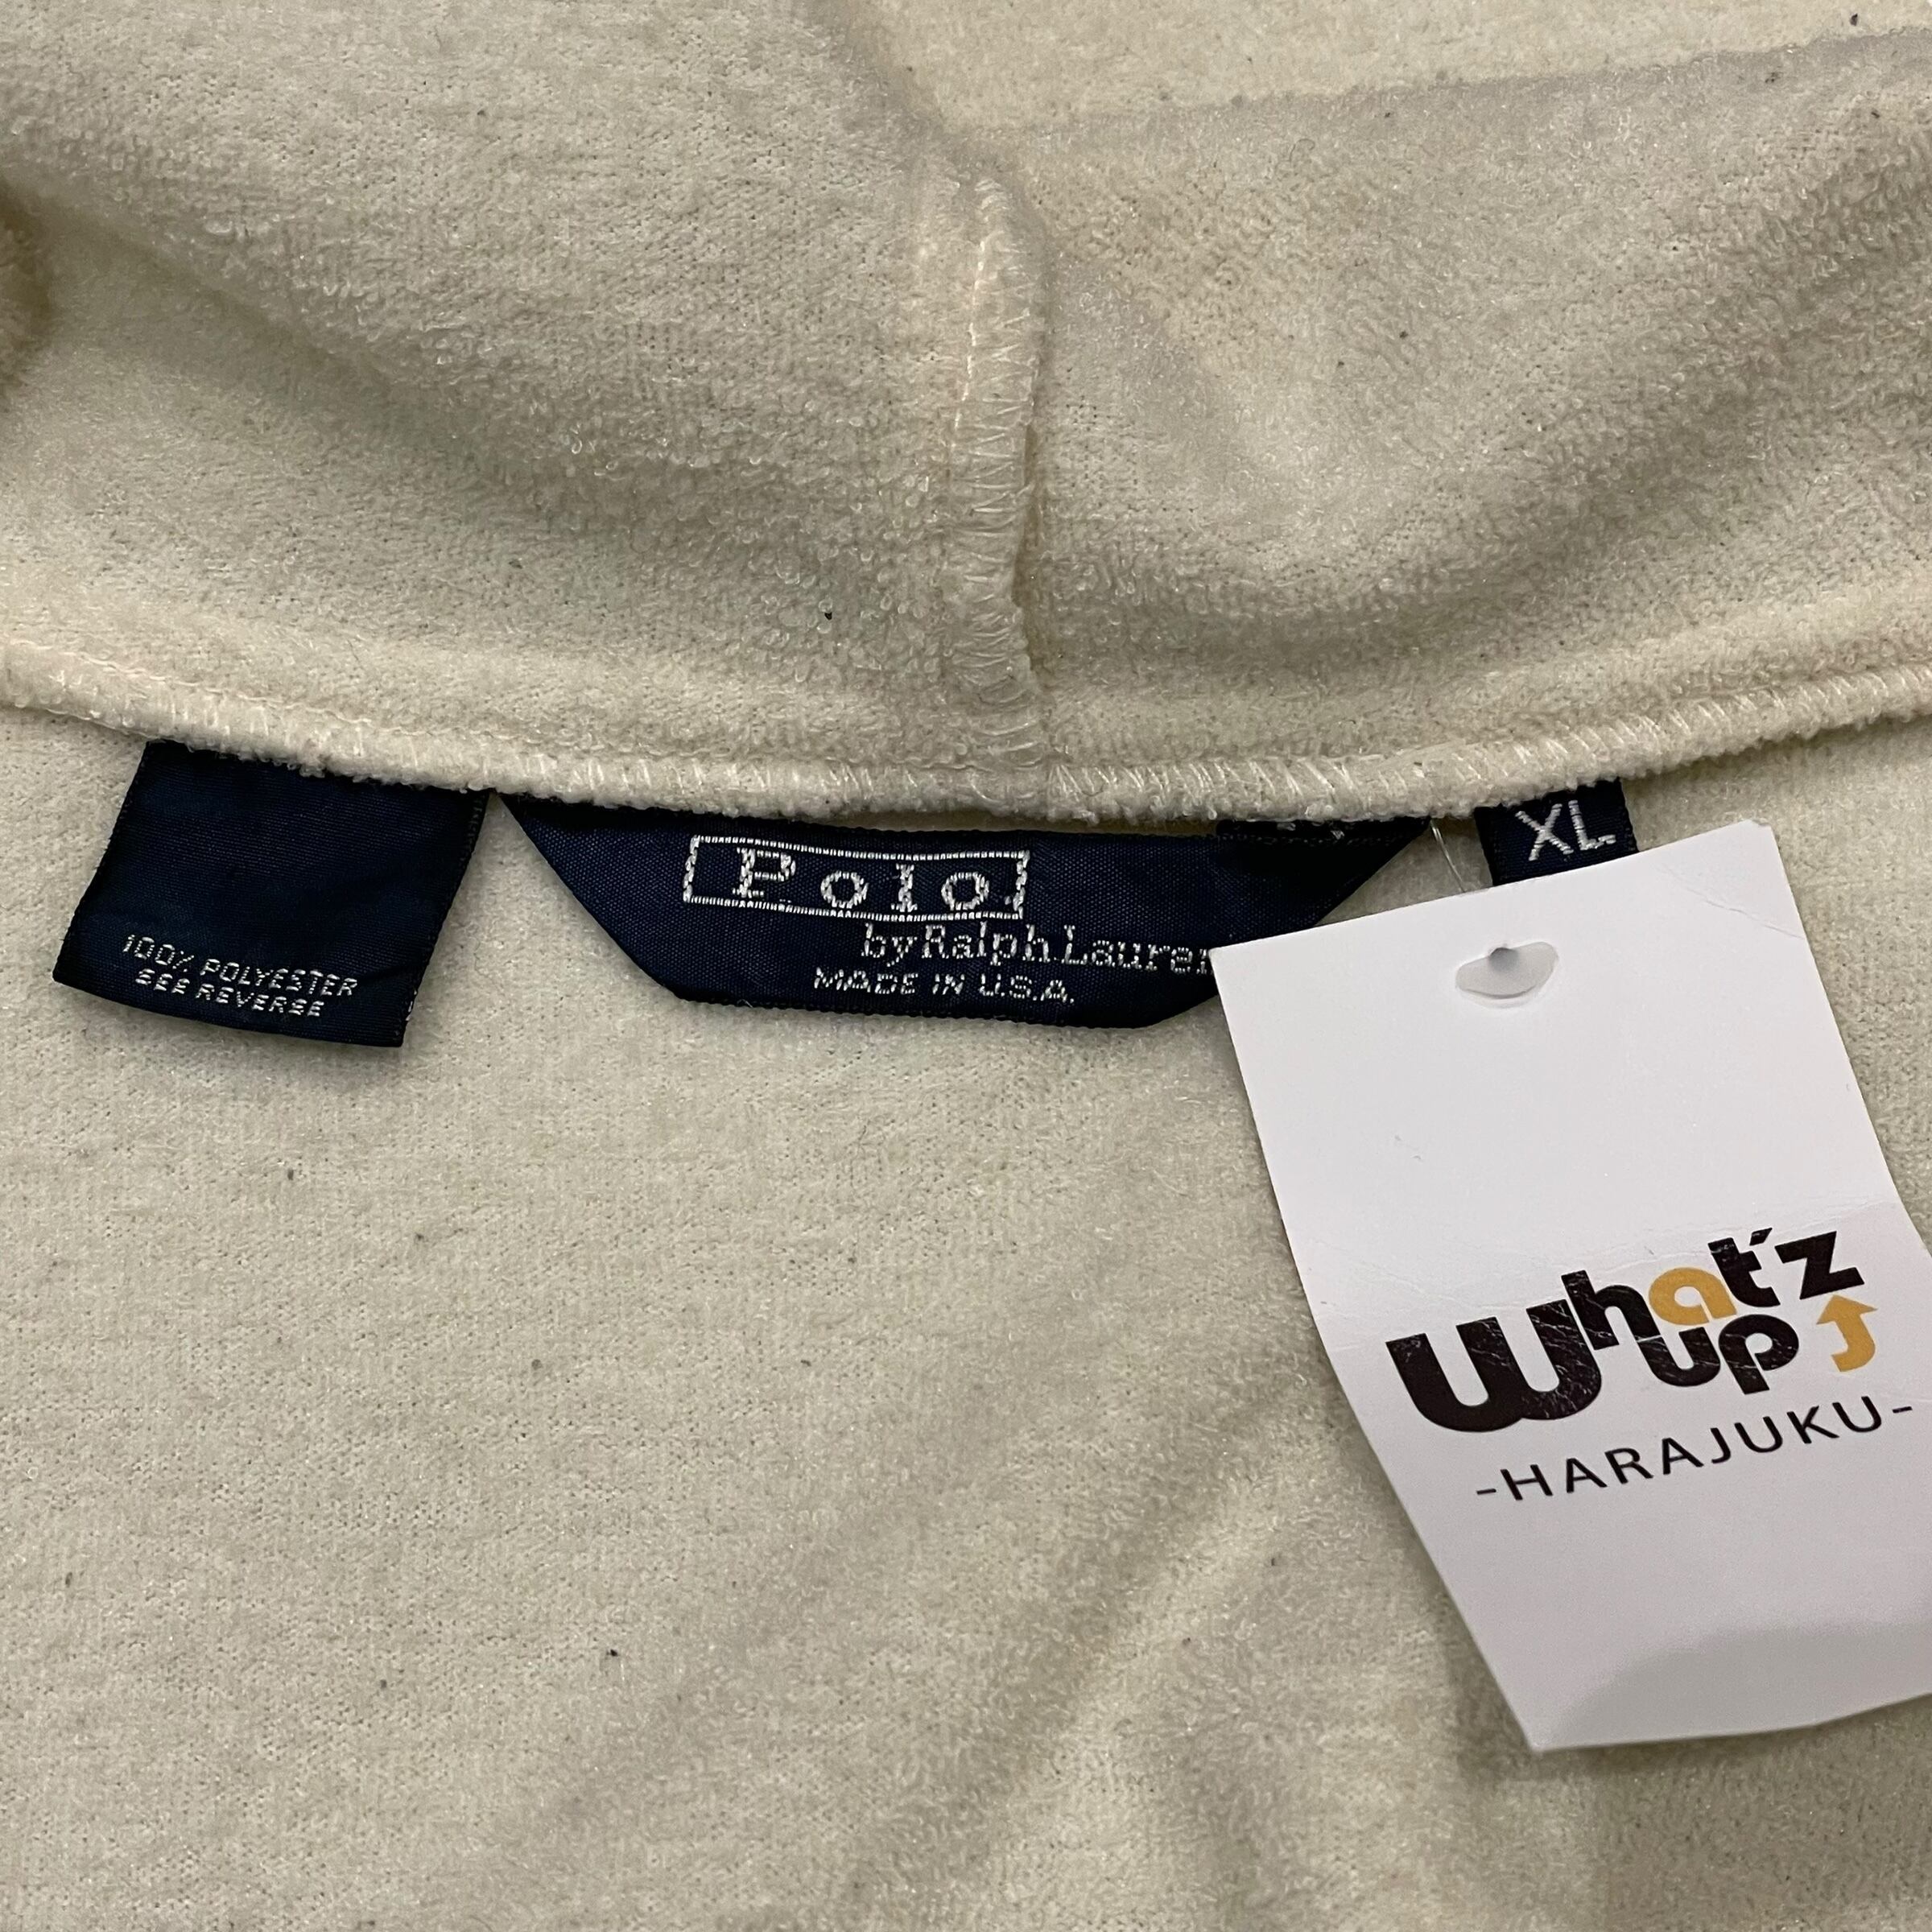 100% POLYESTER
SEE REVERSE
Polo
by Ralph Lauren
MADE IN U.S.A.
XL
What'z
up
-HARAJUKU-